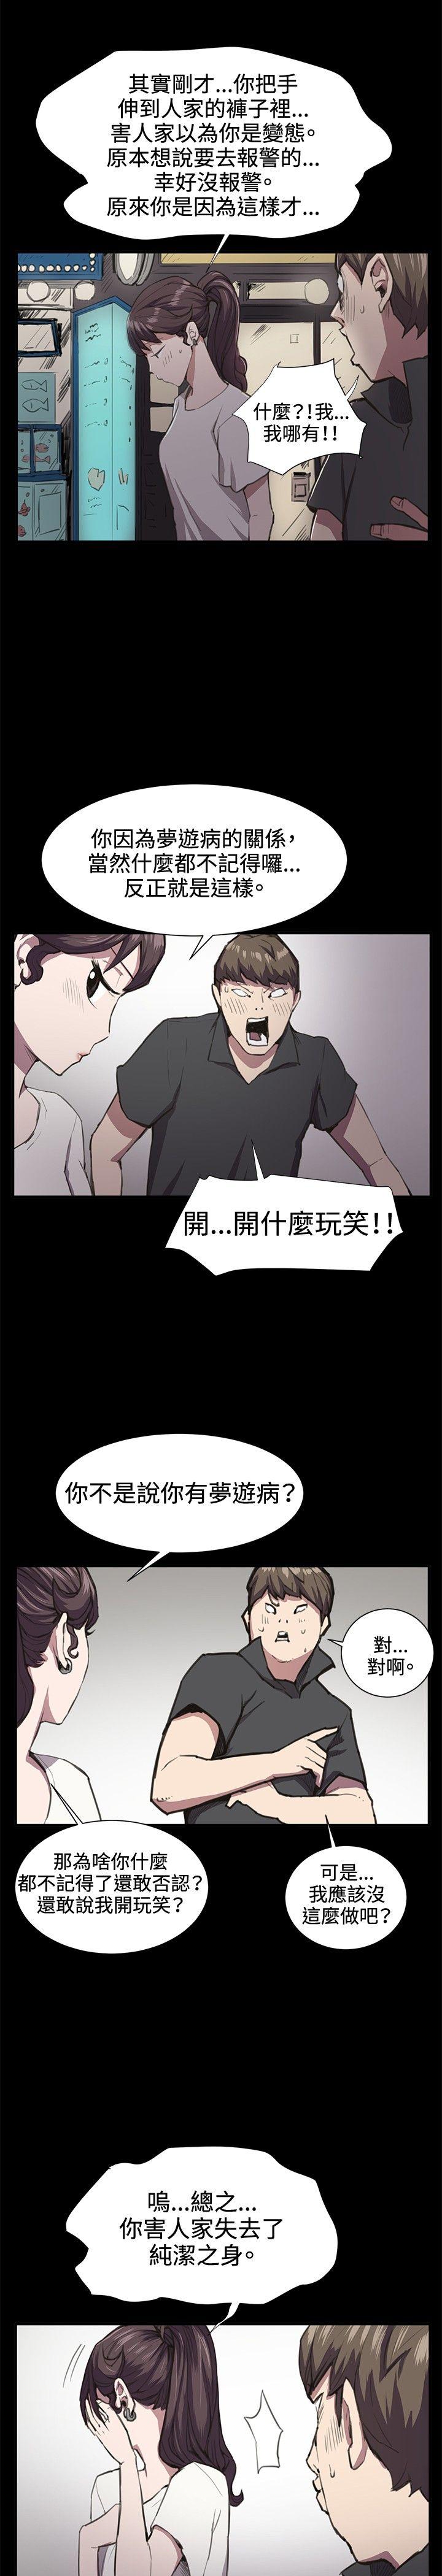 其實剛才...你把手
伸到人家的褲子裡...
害人家以為你是變態。
原本想說要去報警的...
幸好沒報警。
原來你是因為這樣才...
什麼?!我...
我哪有!!
你因為夢遊病的關係,
當然什麼都不記得囉...
反正就是這樣。
開...開什麼玩笑!!
你不是說你有夢遊病?
對...
對啊。
那為啥你什麼
都不記得了還敢否認?
還敢說我開玩笑?
可是...
我應該沒
這麼做吧?
嗚...總之...
你害人家失去了
純潔之身。